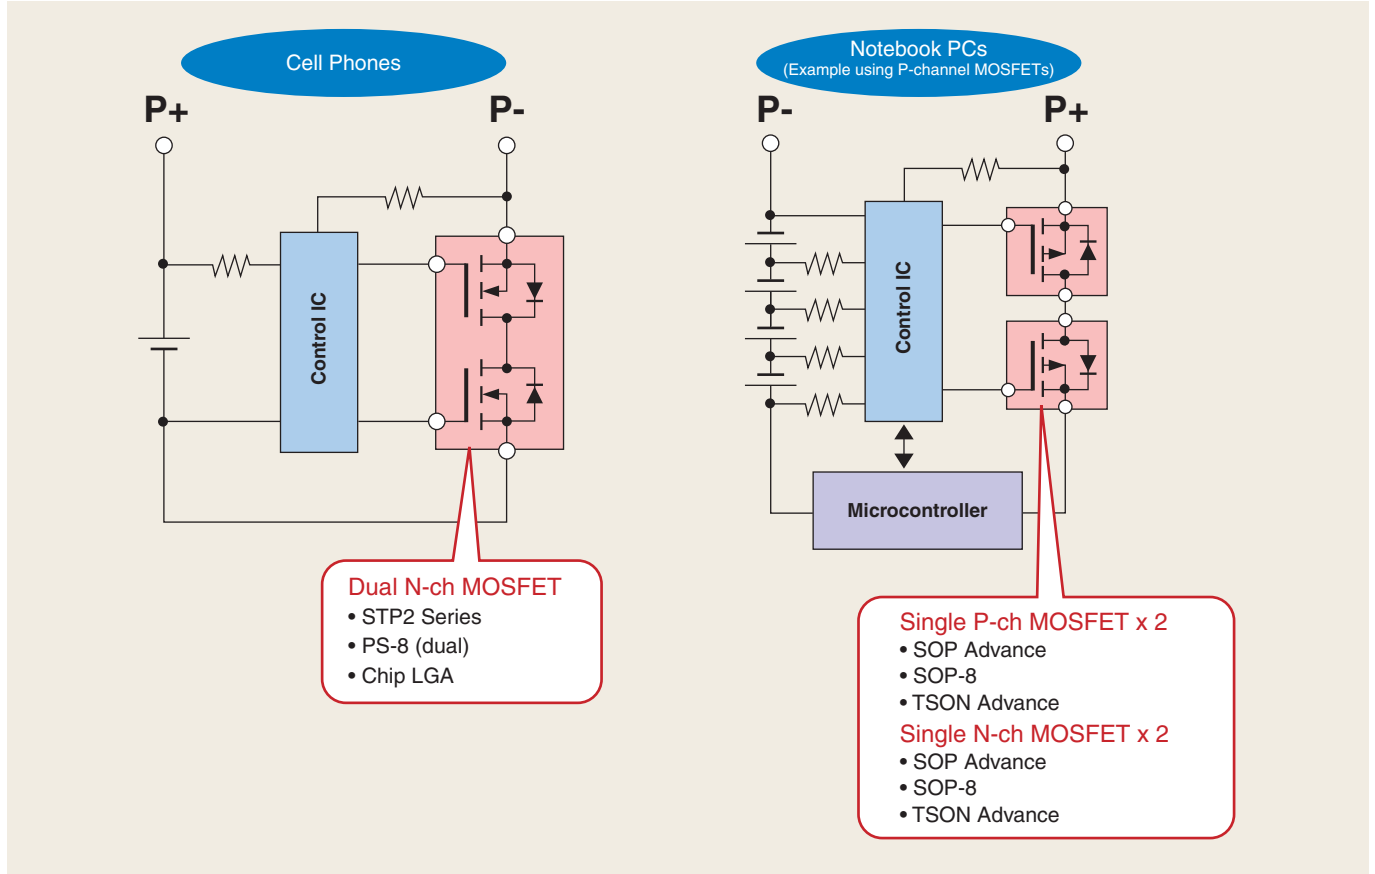 Cell Phones
P+
P-
Control IC
Dual N-ch MOSFET
• STP2 Series
• PS-8 (dual)
• Chip LGA
Notebook PCs
(Example using P-channel MOSFETs)
P-
P+
Control IC
Microcontroller
Single P-ch MOSFET x 2
• SOP Advance
• SOP-8
• TSON Advance
Single N-ch MOSFET x 2
• SOP Advance
• SOP-8
• TSON Advance